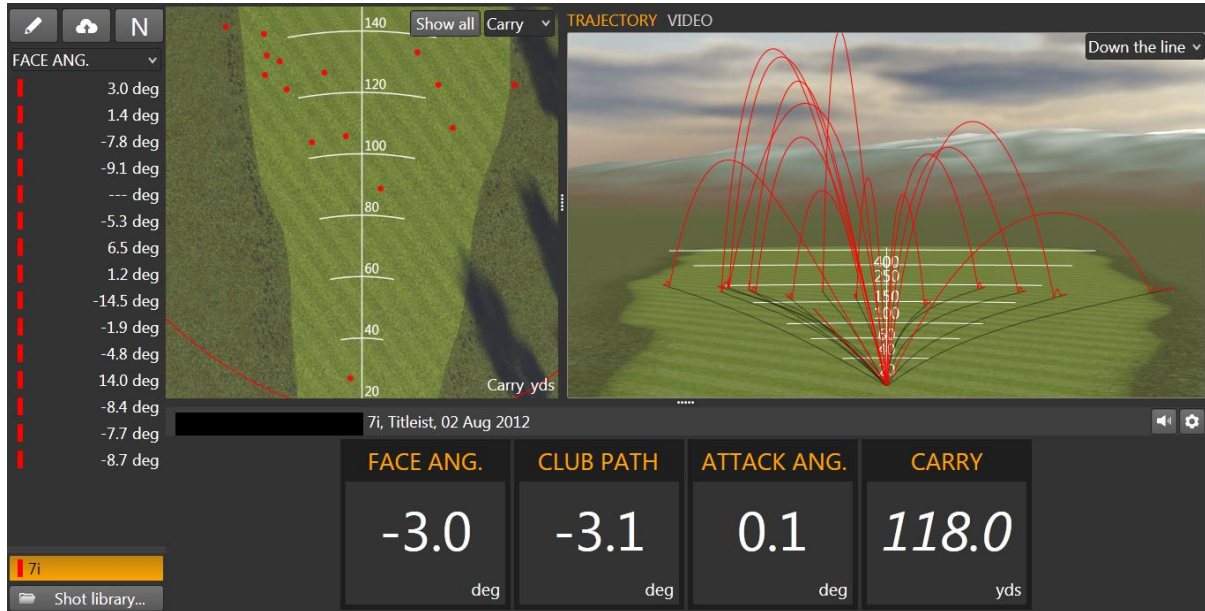 N
FACE ANG.
3.0 deg
1.4 deg
-7.8 deg
-9.1 deg
--- deg
-5.3 deg
6.5 deg
1.2 deg
-14.5 deg
-1.9 deg
-4.8 deg
14.0 deg
-8.4 deg
-7.7 deg
-8.7 deg
7i
Shot library...
Show all
Carry
140
120
100
80
60
40
20
Carry yds
TRAJECTORY VIDEO
Down the line
400
250
150
100
60
40
7i, Titleist, 02 Aug 2012
FACE ANG.
-3.0
deg
CLUB PATH
-3.1
deg
ATTACK ANG.
0.1
deg
CARRY
118.0
yds